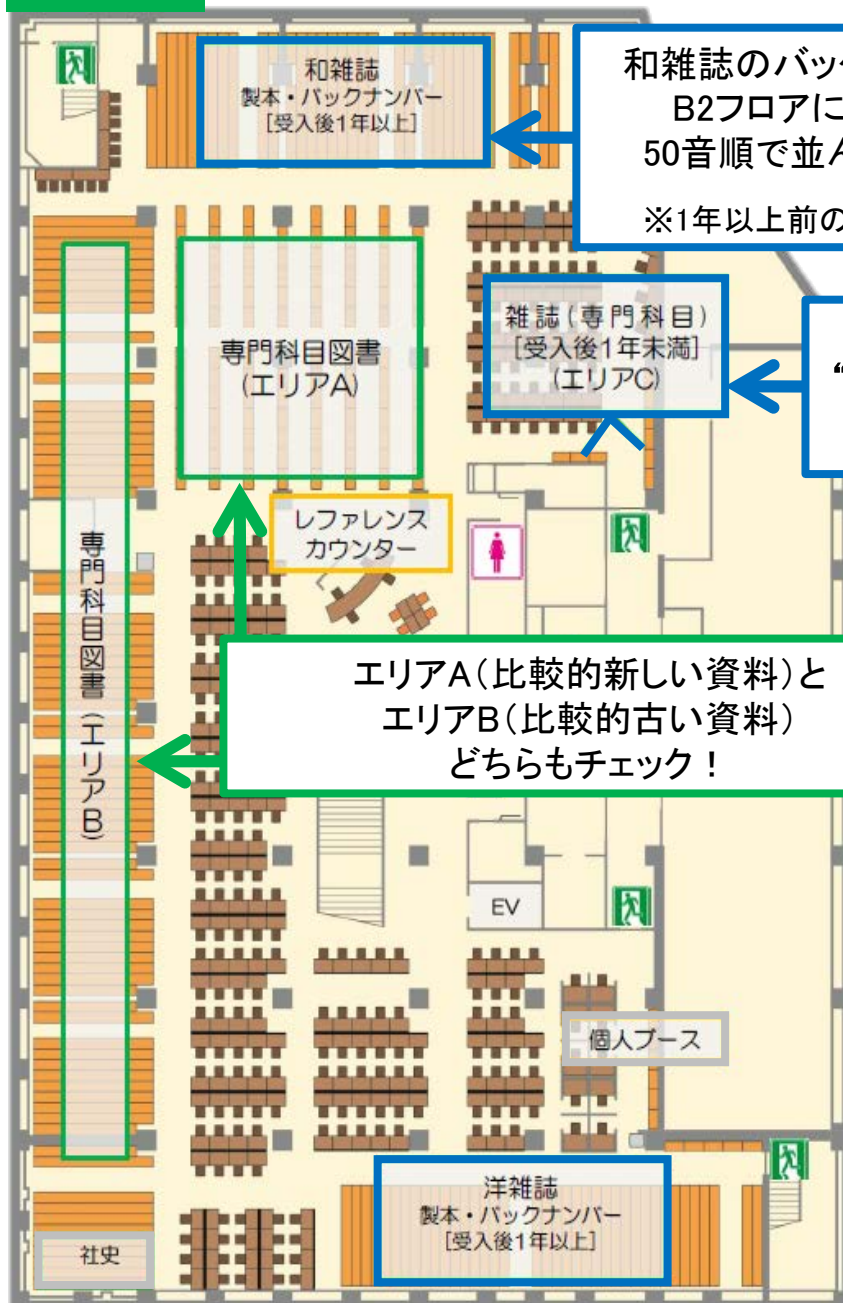 和雑誌
製本・バックナンバー
[受入後1年以上]
和雑誌のバッ
B2フロアに
50音順で並
※1年以上前の
雑誌(専門科目)
[受入後1年未満]
(エリアC)
“
専門科目図書
(エリアA)
レファレンス
カウンター
専門科目図書(エリアB)
エリアA(比較的新しい資料)と
エリアB(比較的古い資料)
どちらもチェック！
EV
個人ブース
洋雑誌
製本・バックナンバー
[受入後1年以上]
社史